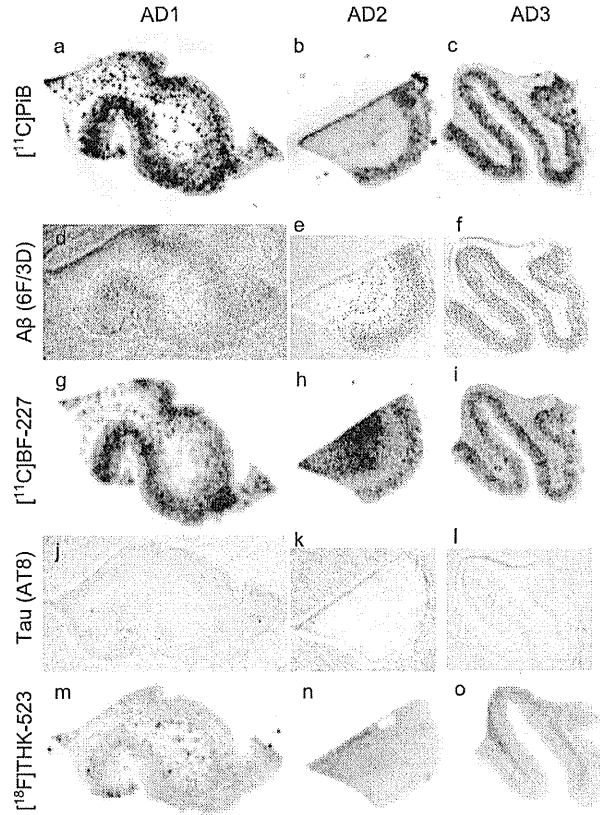 AD1 AD2 AD3
[¹¹C]PiB
a b c
Aβ (6F/3D)
d e f
[¹¹C]BF-227
g h i
Tau (AT8)
j k l
[¹⁸F]THK-523
m n o